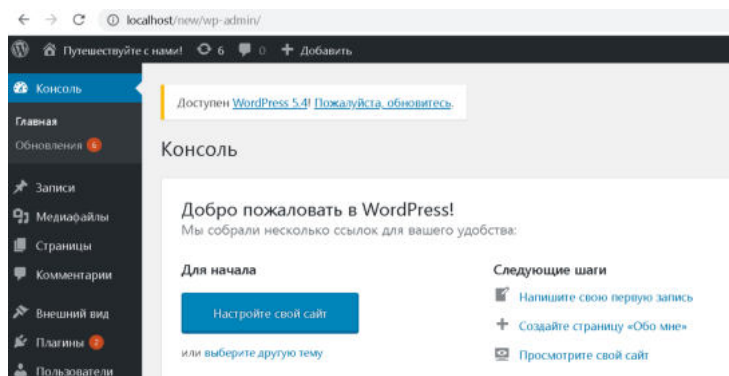 localhost/new/wp-admin/
Путешествуйте с нами! 6 0 + Добавить
Консоль
Главная
Обновления 6
Записи
Медиафайлы
Страницы
Комментарии
Внешний вид
Плагины 2
Пользователи
Доступен WordPress 5.4! Пожалуйста, обновитесь.
Консоль
Добро пожаловать в WordPress!
Мы собрали несколько ссылок для вашего удобства:
Для начала
Настройте свой сайт
или выберите другую тему
Следующие шаги
Напишите свою первую запись
Создайте страницу «Обо мне»
Просмотрите свой сайт